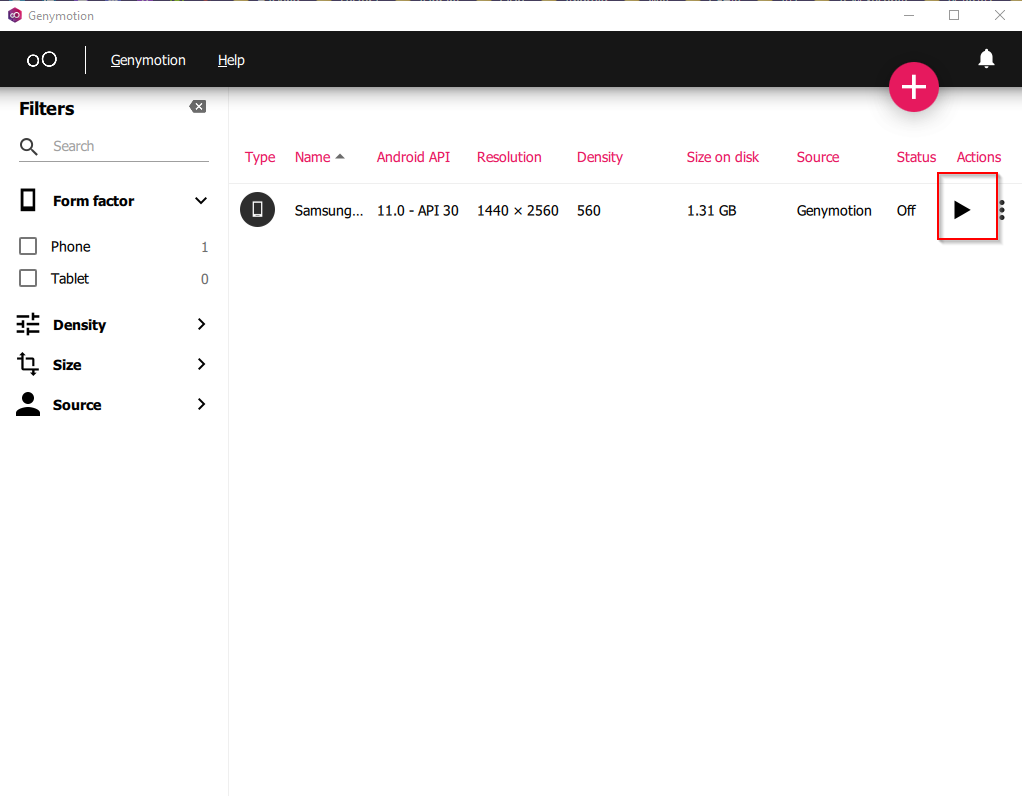 Genymotion
Genymotion Help
Filters
Search
Type Name Android API Resolution Density Size on disk Source Status Actions
Form factor
Samsung... 11.0 - API 30 1440 × 2560 560 1.31 GB Genymotion Off
Phone 1
Tablet 0
Density
Size
Source